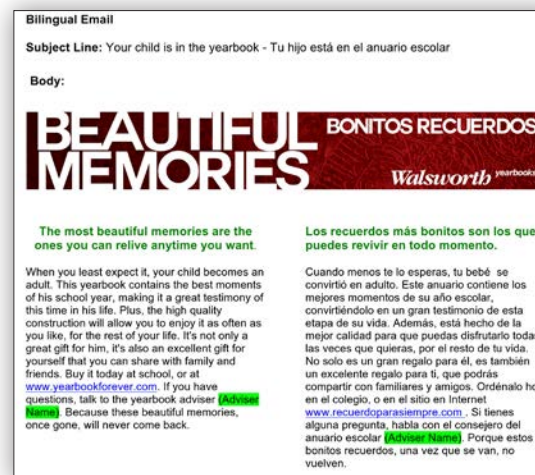 Bilingual Email
Subject Line: Your child is in the yearbook - Tu hijo está en el anuario escolar
Body:
BEAUTIFUL
MEMORIES
BONITOS RECUERDOS
Walsworth yearbooks
The most beautiful memories are the
ones you can relive anytime you want.
When you least expect it, your child becomes an
adult. This yearbook contains the best moments
of his school year, making it a great testimony of
this time in his life. Plus, the high quality
construction will allow you to enjoy it as often as
you like, for the rest of your life. It's not only a
great gift for him, it's also an excellent gift for
yourself that you can share with family and
friends. Buy it today at school, or at
www.yearbookforever.com. If you have
questions, talk to the yearbook adviser (Adviser
Name). Because these beautiful memories,
once gone, will never come back.
Los recuerdos más bonitos son los que
puedes revivir en todo momento.
Cuando menos te lo esperas, tu bebé se
convirtió en adulto. Este anuario contiene los
mejores momentos de su año escolar,
convirtiéndolo en un gran testimonio de esta
etapa de su vida. Además, está hecho de la
mejor calidad para que puedas disfrutarlo todas
las veces que quieras, por el resto de tu vida.
No solo es un gran regalo para él, es también
un excelente regalo para ti, que podrás
compartir con familiares y amigos. Ordénalo
en el colegio, o en el sitio en Internet
www.recuerdoparasiempre.com . Si tienes
alguna pregunta, habla con el consejero del
anuario escolar (Adviser Name). Porque estos
bonitos recuerdos, una vez que se van, no
vuelven.